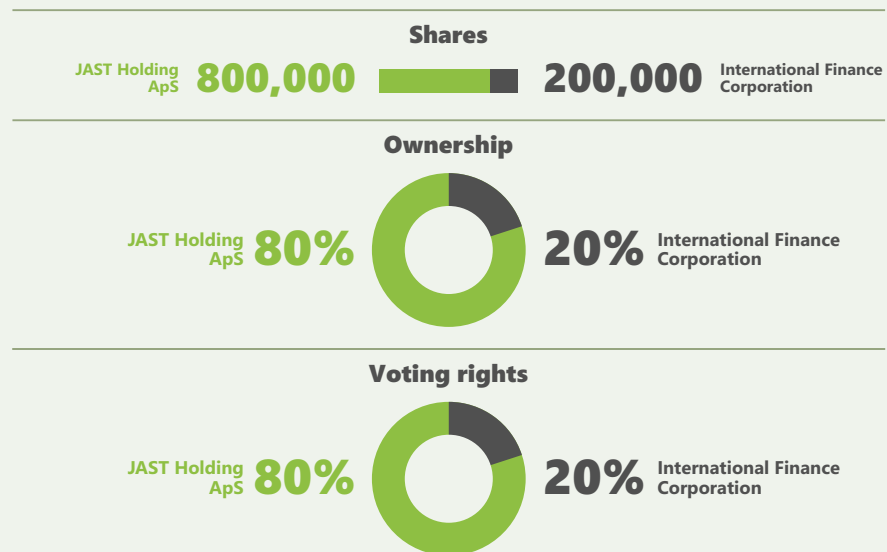 Shares
JAST Holding
ApS
800,000
200,000
International Finance
Corporation
Ownership
JAST Holding
ApS
80%
20%
International Finance
Corporation
Voting rights
JAST Holding
ApS
80%
20%
International Finance
Corporation